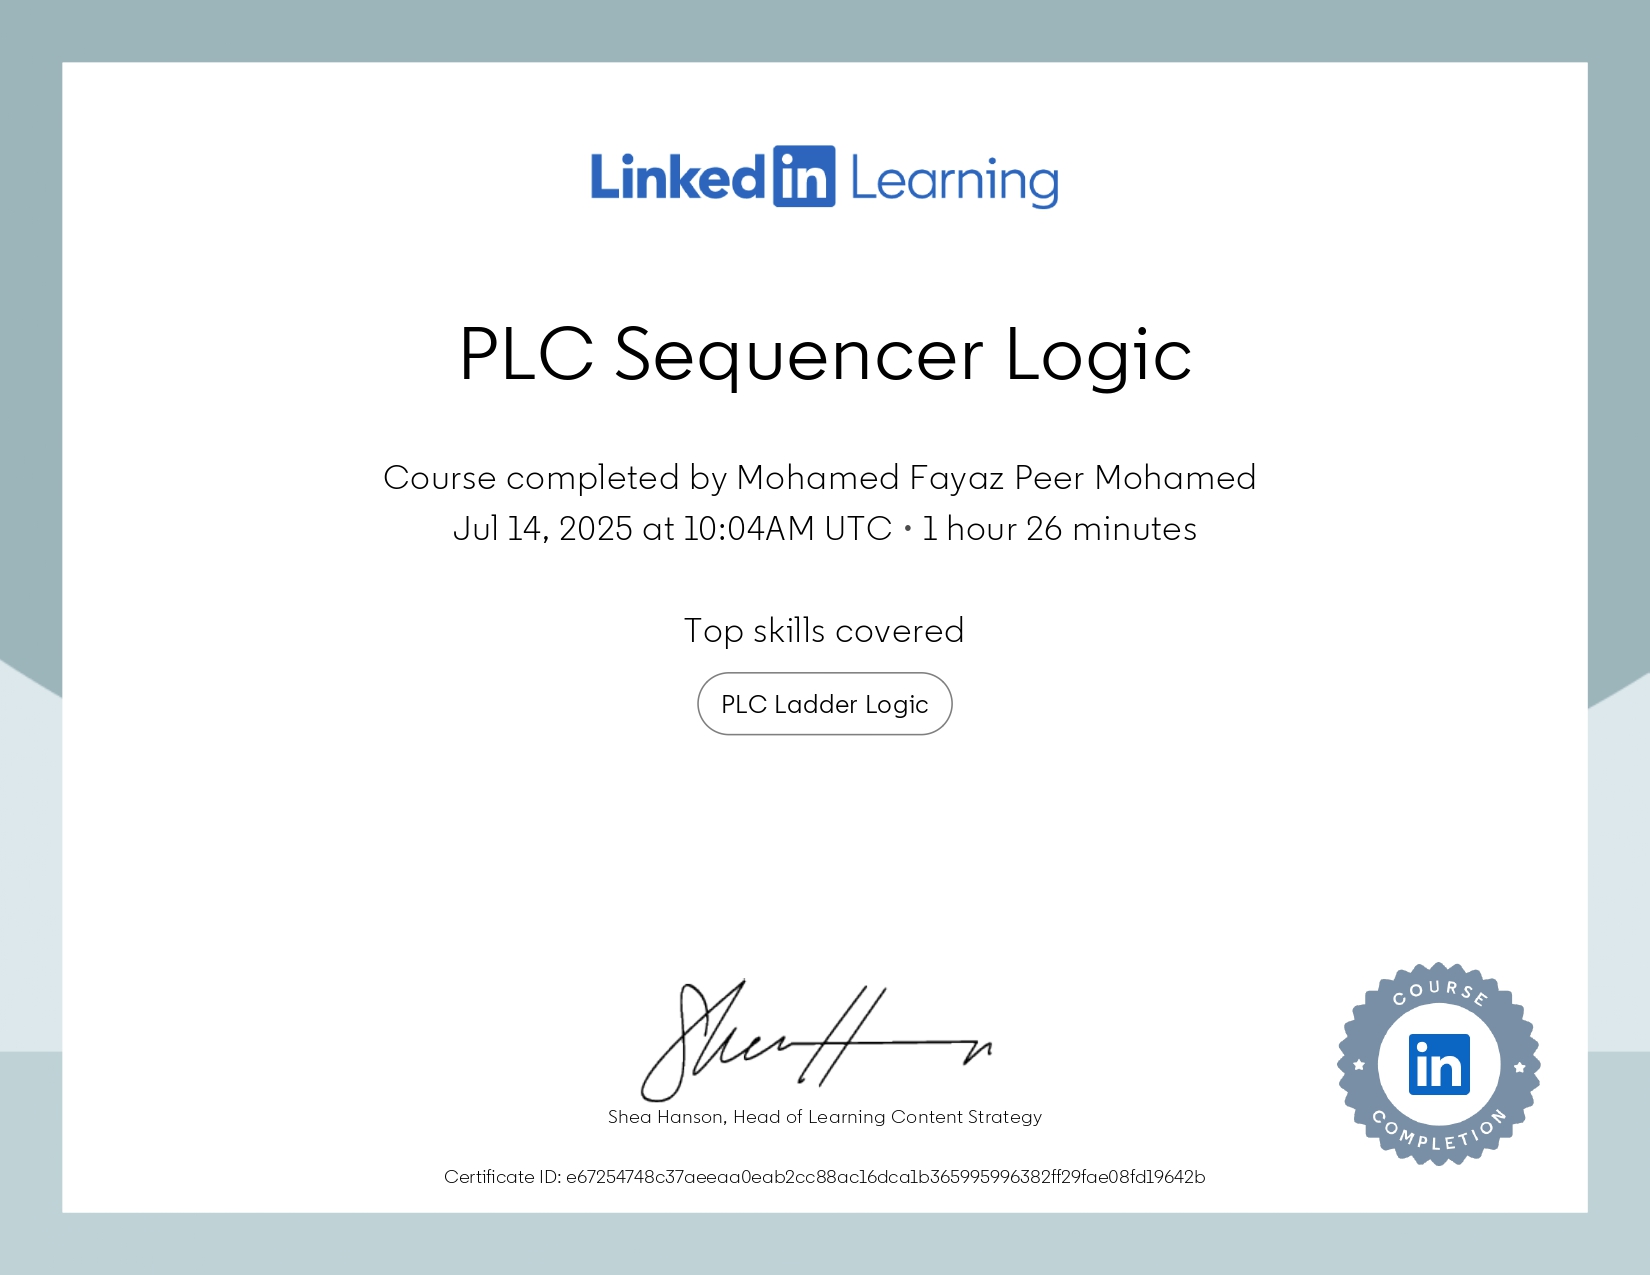 Linked in Learning
PLC Sequencer Logic
Course completed by Mohamed Fayaz Peer Mohamed
Jul 14, 2025 at 10:04AM UTC • 1 hour 26 minutes
Top skills covered
PLC Ladder Logic
Shea Hanson, Head of Learning Content Strategy
Certificate ID: e67254748c37aeeaa0eab2cc88ac16dca1b365995996382ff29fae08fd19642b
COURSE
in
COMPLETION